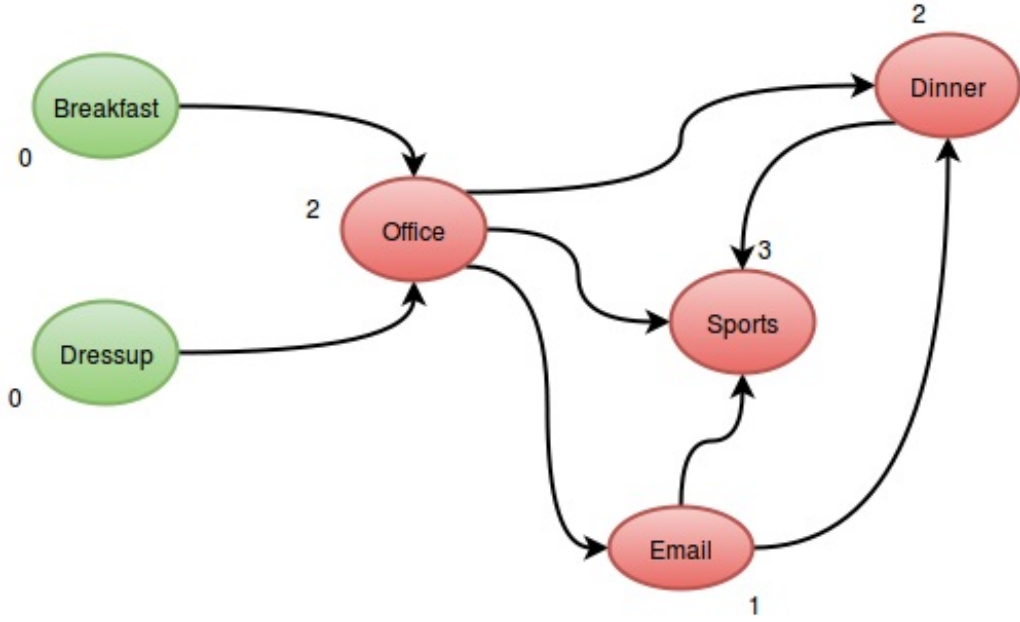 2
Breakfast
Dinner
0
2
Office
3
Sports
Dressup
0
Email
1